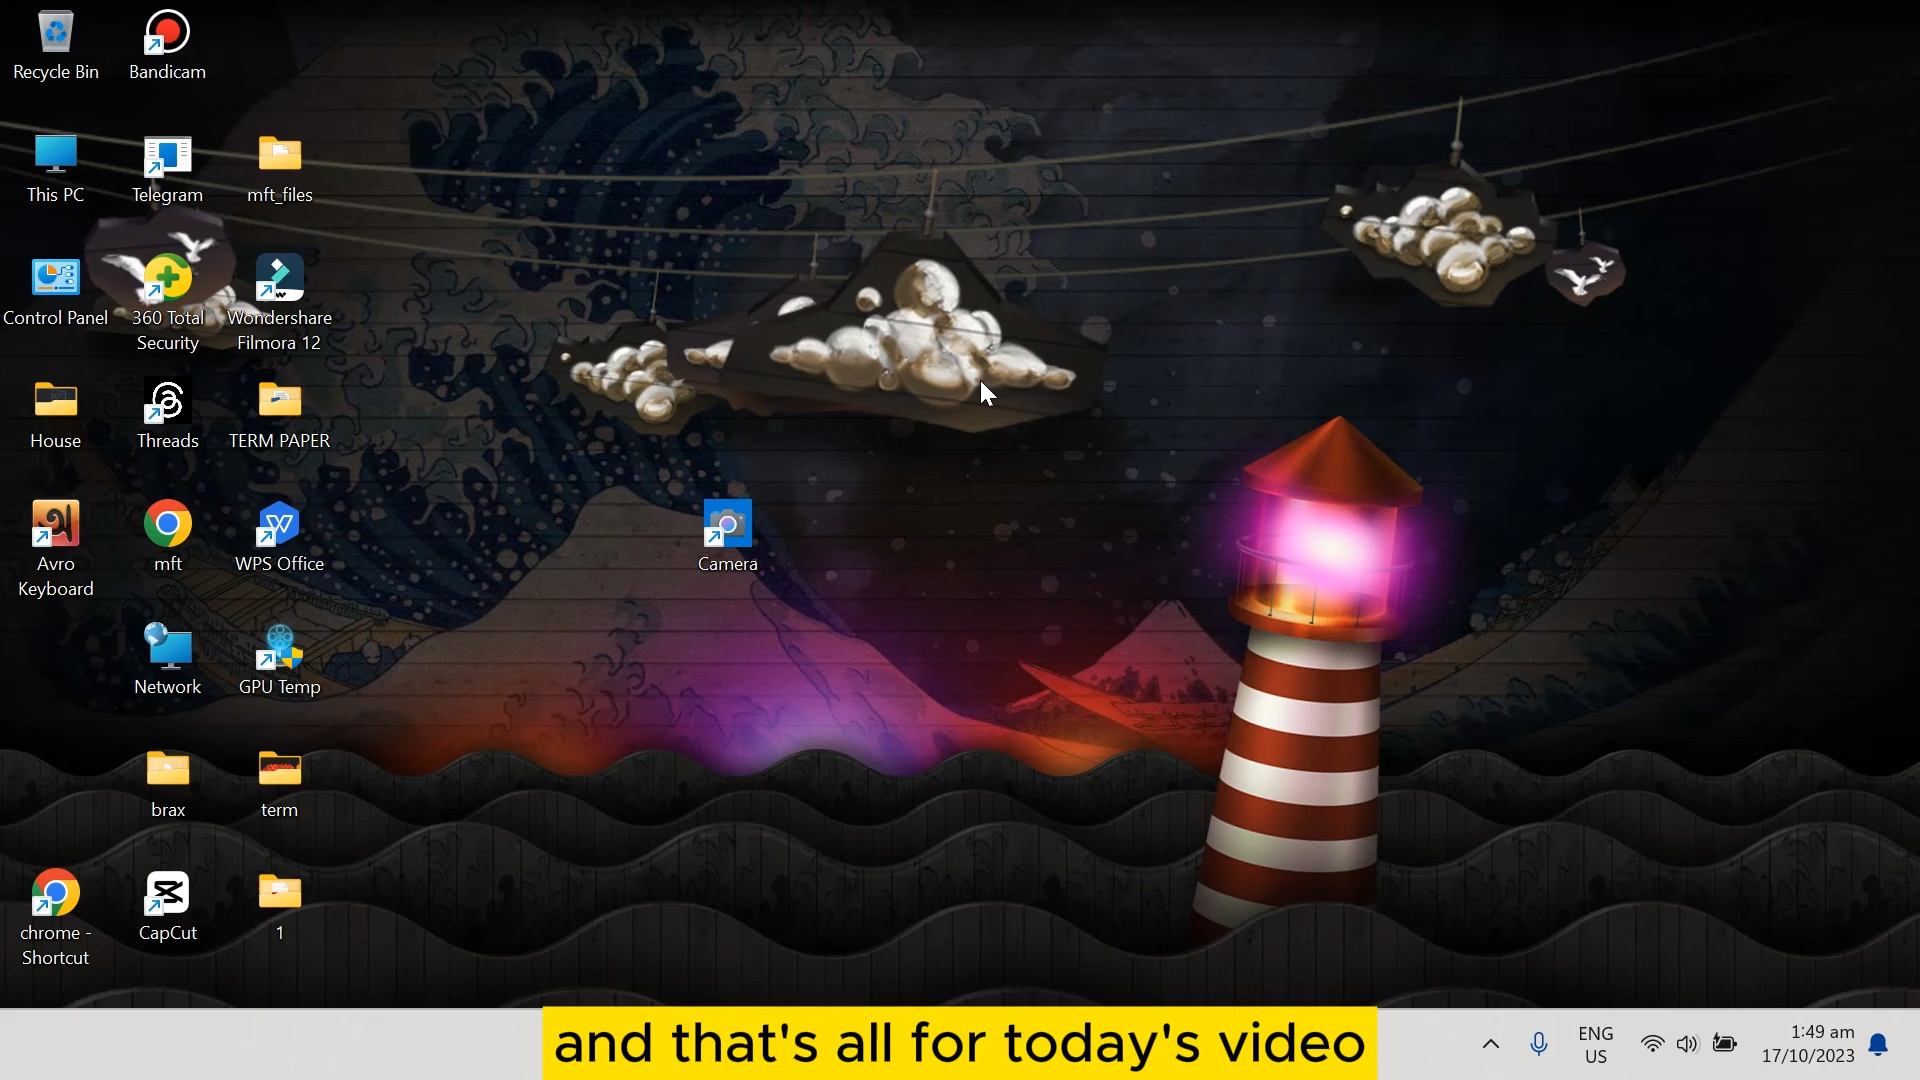 Recycle Bin
Bandicam
This PC
Telegram
mft_files
Control Panel
360 Total
Security
Wondershare
Filmora 12
House
Threads
TERM PAPER
Avro
Keyboard
mft
WPS Office
Camera
Network
GPU Temp
brax
term
chrome -
Shortcut
CapCut
1
and that's all for today's video
ENG
US
1:49 am
17/10/2023